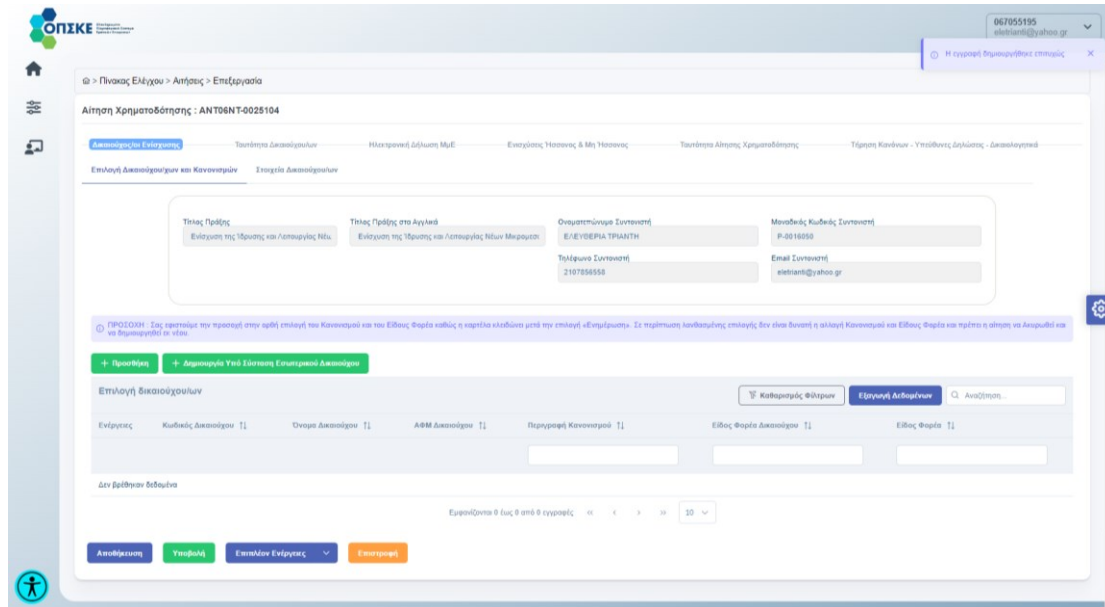 ΟΠΣΚΕ
067055195
eletrianti@yahoo.gr
Η εγγραφή δημιουργήθηκε επιτυχώς
> Πίνακας Ελέγχου > Αιτήσεις > Επεξεργασία
Αίτηση Χρηματοδότησης : ANT06NT-0025104
Δικαιούχος/οι Ενίσχυσης Ταυτότητα Δικαιούχου/ων Ηλεκτρονική Δήλωση ΜμΕ Ενισχύσεις Ήσσονος & Μη Ήσσονος Ταυτότητα Αίτησης Χρηματοδότησης Τήρηση Κανόνων - Υπεύθυνες Δηλώσεις - Δικαιολογητικά
Επιλογή Δικαιούχου/χων και Κανονισμών Στοιχεία Δικαιούχου/ων
Τίτλος Πράξης Τίτλος Πράξης στα Αγγλικά Ονοματεπώνυμο Συντονιστή Μοναδικός Κωδικός Συντονιστή
Ενίσχυση της Ίδρυσης και Λειτουργίας Νέω Ενίσχυση της Ίδρυσης και Λειτουργίας Νέων Μικρομεσα ΕΛΕΥΘΕΡΙΑ ΤΡΙΑΝΤΗ P-0016050
Τηλέφωνο Συντονιστή Email Συντονιστή
2107856558 eletrianti@yahoo.gr
ΠΡΟΣΟΧΗ : Σας εφιστούμε την προσοχή στην ορθή επιλογή του Κανονισμού και του Είδους Φορέα καθώς η καρτέλα κλειδώνει μετά την επιλογή «Ενημέρωση». Σε περίπτωση λανθασμένης επιλογής δεν είναι δυνατή η αλλαγή Κανονισμού και Είδους Φορέα και πρέπει η αίτηση να Ακυρωθεί και
να δημιουργηθεί εκ νέου.
+ Προσθήκη + Δημιουργία Υπό Σύσταση Εσωτερικού Δικαιούχου
Επιλογή δικαιούχου/ων Καθαρισμός Φίλτρων Εξαγωγή Δεδομένων Αναζήτηση...
Ενέργειες Κωδικός Δικαιούχου Όνομα Δικαιούχου ΑΦΜ Δικαιούχου Περιγραφή Κανονισμού Είδος Φορέα Δικαιούχου Είδος Φορέα
Δεν βρέθηκαν δεδομένα
Εμφανίζονται 0 έως 0 από 0 εγγραφές « < > » 10
Αποθήκευση Υποβολή Επιπλέον Ενέργειες Επιστροφή